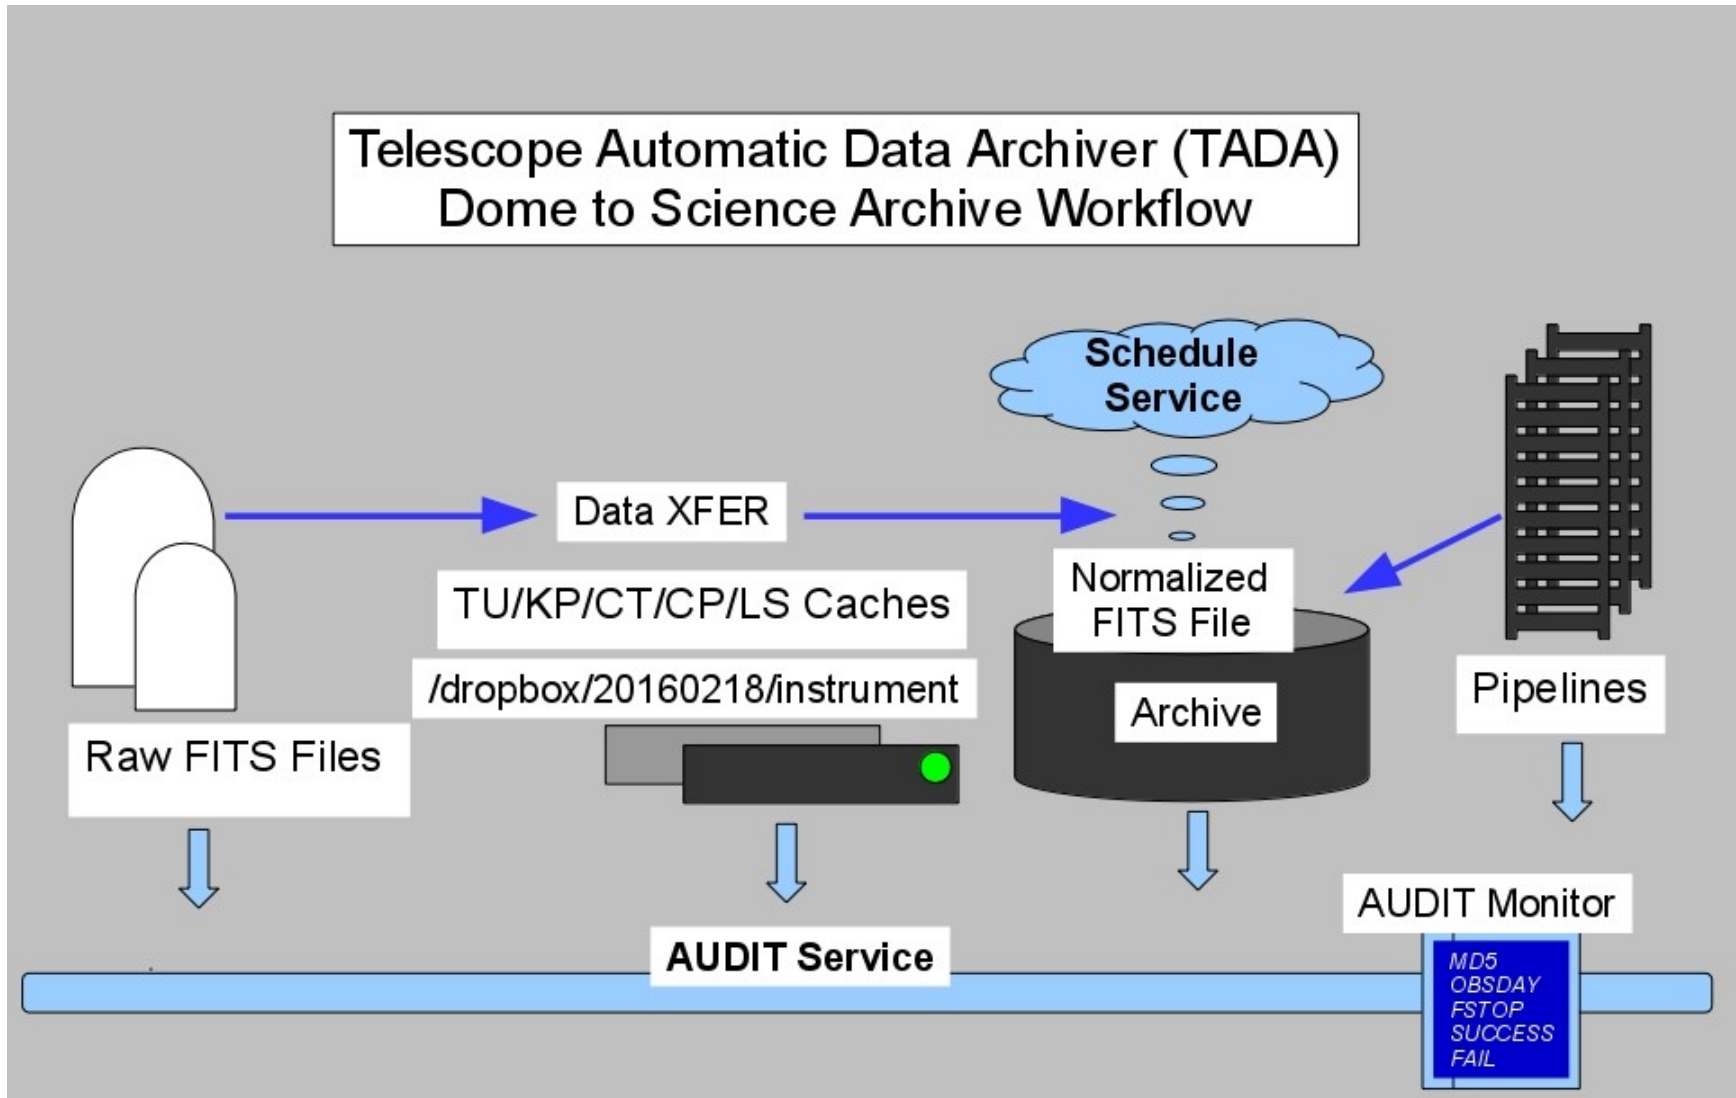 Telescope Automatic Data Archiver (TADA)
Dome to Science Archive Workflow
Schedule
Service
Data XFER
TU/KP/CT/CP/LS Caches
/dropbox/20160218/instrument
Normalized
FITS File
Archive
Pipelines
Raw FITS Files
AUDIT Service
AUDIT Monitor
MD5
OBSDAY
FSTOP
SUCCESS
FAIL